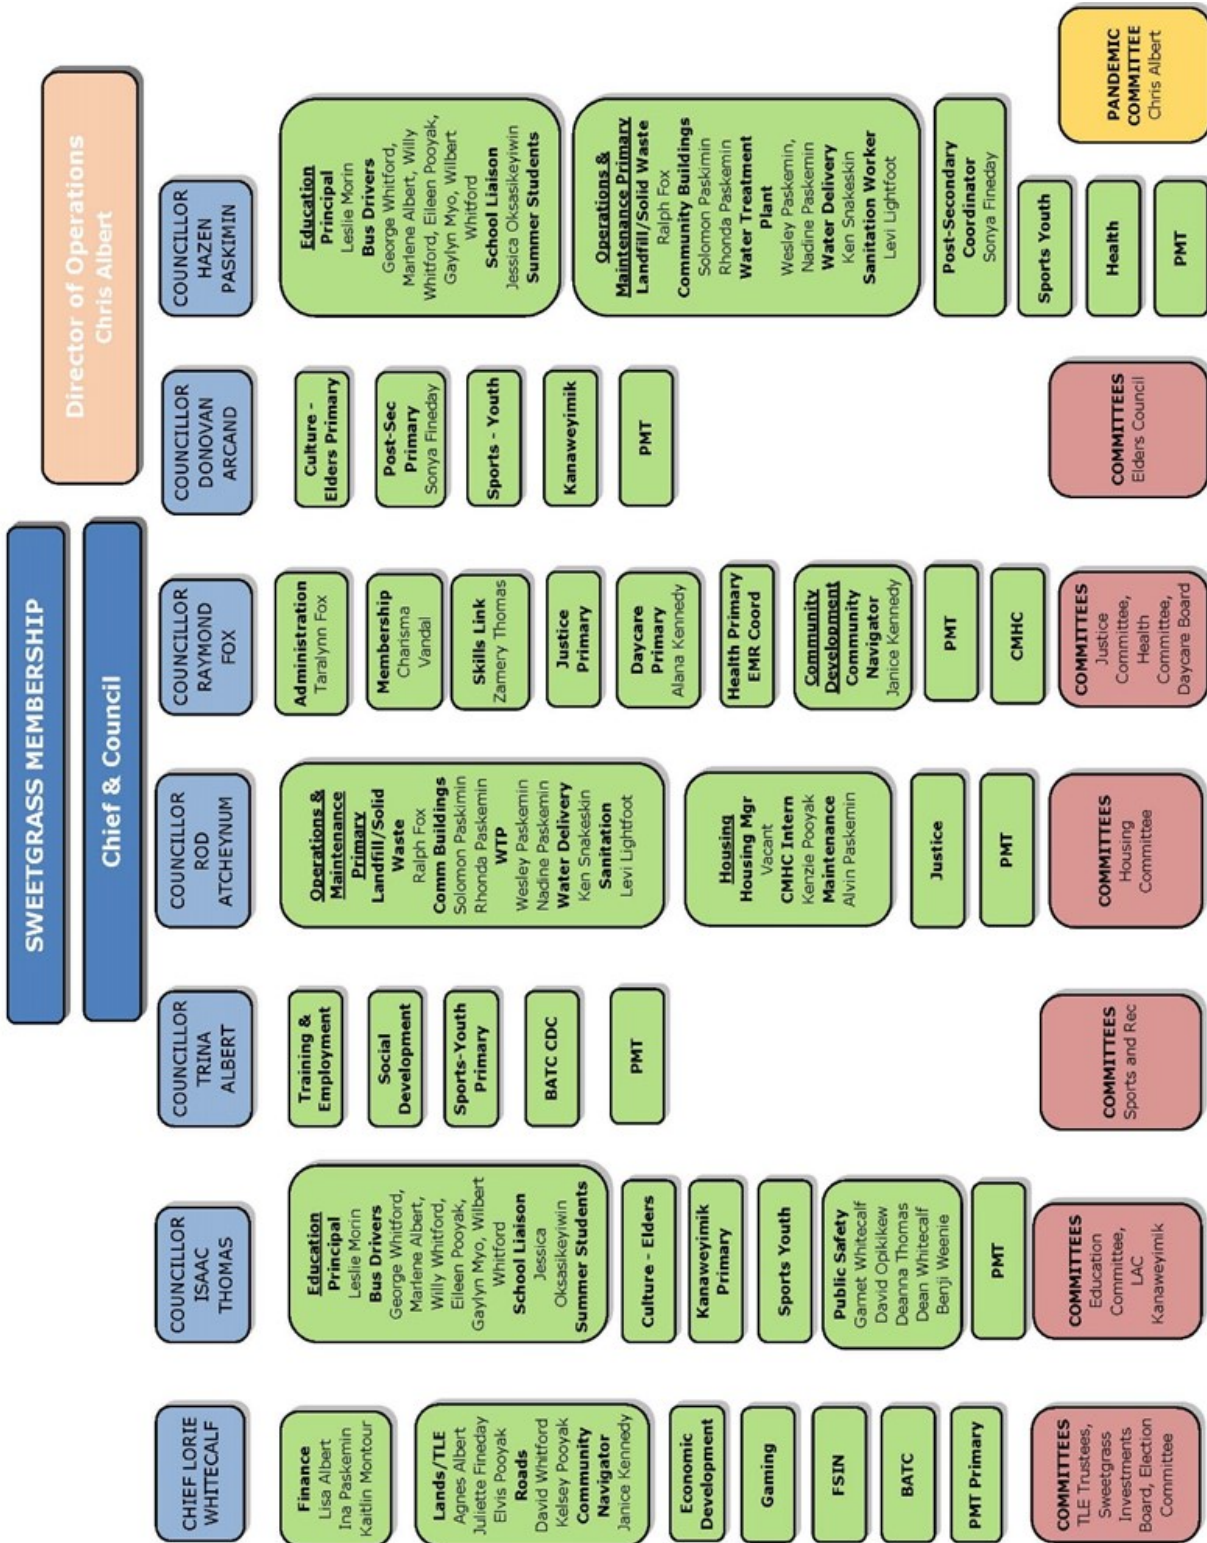 SWEETGRASS MEMBERSHIP
Chief & Council
Director of Operations
Chris Albert
CHIEF LORIE
WHITECALF
Finance
Lisa Albert
Ina Paskemin
Kaitlin Montour
Lands/TLE
Agnes Albert
Juliette Fineday
Elvis Pooyak
Roads
David Whitford
Kelsey Pooyak
Community
Navigator
Janice Kennedy
Economic
Development
Gaming
FSIN
BATC
PMT Primary
COMMITTEES
TLE Trustees,
Sweetgrass
Investments
Board, Election
Committee
COUNCILLOR
ISAAC
THOMAS
Education
Principal
Leslie Morin
Bus Drivers
George Whitford,
Marlene Albert,
Willy Whitford,
Eileen Pooyak,
Gaylyn Myo, Wilbert
Whitford
School Liaison
Jessica
Oksasikeyiwin
Summer Students
Culture - Elders
Kanaweyimik
Primary
Sports Youth
Public Safety
Garnet Whitecalf
David Opikikew
Deanna Thomas
Dean Whitecalf
Benji Weenie
PMT
COMMITTEES
Education
Committee,
LAC
Kanaweyimik
COUNCILLOR
TRINA
ALBERT
Training &
Employment
Social
Development
Sports-Youth
Primary
BATC CDC
PMT
COMMITTEES
Sports and Rec
COUNCILLOR
ROD
ATCHEYNUM
Operations &
Maintenance
Primary
Landfill/Solid
Waste
Ralph Fox
Comm Buildings
Solomon Paskimin
Rhonda Paskemin
WTP
Wesley Paskemin
Nadine Paskemin
Water Delivery
Ken Snakeskin
Sanitation
Levi Lightfoot
Housing
Housing Mgr
Vacant
CMHC Intern
Kenzie Pooyak
Maintenance
Alvin Paskemin
Justice
PMT
COMMITTEES
Housing
Committee
COUNCILLOR
RAYMOND
FOX
Administration
Taralynn Fox
Membership
Charisma
Vandal
Skills Link
Zamery Thomas
Justice
Primary
Daycare
Primary
Alana Kennedy
Health Primary
EMR Coord
Community
Development
Community
Navigator
Janice Kennedy
PMT
CMHC
COMMITTEES
Justice
Committee,
Health
Committee,
Daycare Board
COUNCILLOR
DONOVAN
ARCAND
Culture -
Elders Primary
Post-Sec
Primary
Sonya Fineday
Sports - Youth
Kanaweyimik
PMT
COMMITTEES
Elders Council
COUNCILLOR
HAZEN
PASKIMIN
Education
Principal
Leslie Morin
Bus Drivers
George Whitford,
Marlene Albert, Willy
Whitford, Eileen Pooyak,
Gaylyn Myo, Wilbert
Whitford
School Liaison
Jessica Oksasikeyiwin
Summer Students
Operations &
Maintenance Primary
Landfill/Solid Waste
Ralph Fox
Community Buildings
Solomon Paskimin
Rhonda Paskemin
Water Treatment
Plant
Wesley Paskemin,
Nadine Paskemin
Water Delivery
Ken Snakeskin
Sanitation Worker
Levi Lightfoot
Post-Secondary
Coordinator
Sonya Fineday
Sports Youth
Health
PMT
PANDEMIC
COMMITTEE
Chris Albert